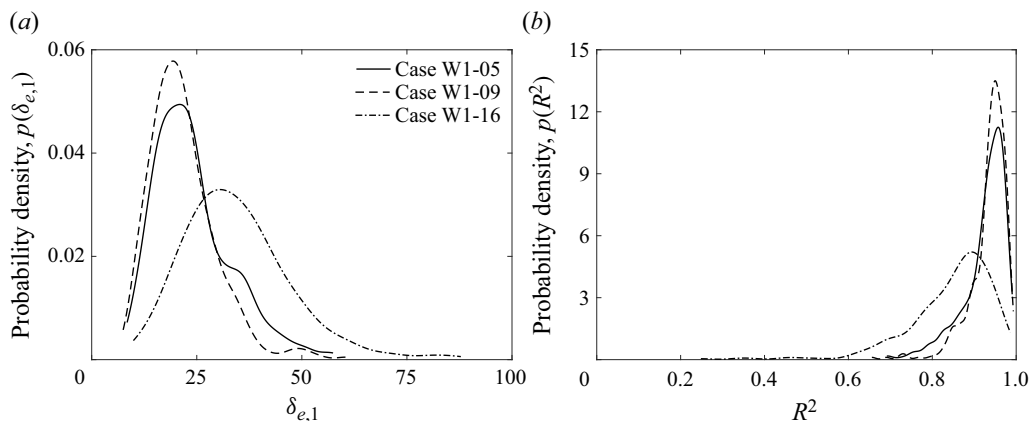 (a)
0.06
0.04
0.02
0
25
50
75
100
Probability density, p(δe,1)
δe,1
Case W1-05
Case W1-09
Case W1-16
(b)
15
12
9
6
3
0
0.2
0.4
0.6
0.8
1.0
Probability density, p(R²)
R²